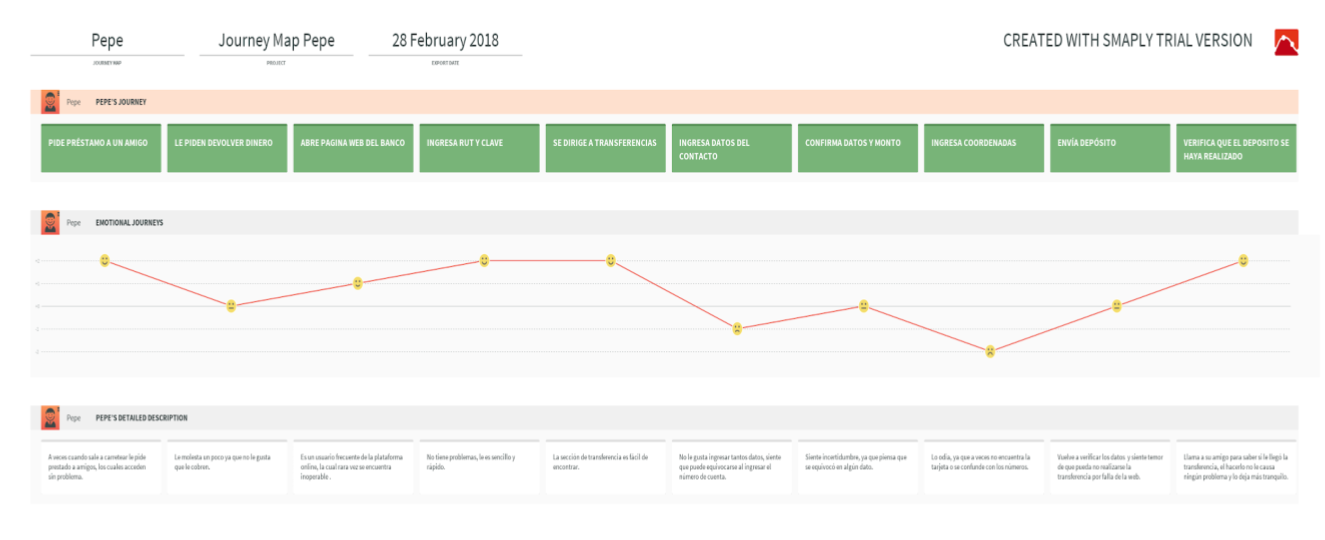 Pepe
Journey Map Pepe
28 February 2018
CREATED WITH SMAPLY TRIAL VERSION
JOURNEY MAP
PROJECT
EXPORT DATE
Pepe
PEPE'S JOURNEY
PIDE PRÉSTAMO A UN AMIGO
LE PIDEN DEVOLVER DINERO
ABRE PAGINA WEB DEL BANCO
INGRESA RUT Y CLAVE
SE DIRIGE A TRANSFERENCIAS
INGRESA DATOS DEL
CONTACTO
CONFIRMA DATOS Y MONTO
INGRESA COORDENADAS
ENVÍA DEPÓSITO
VERIFICA QUE EL DEPOSITO SE
HAYA REALIZADO
Pepe
EMOTIONAL JOURNEYS
Pepe
PEPE'S DETAILED DESCRIPTION
A veces cuando sale a carretear le pide
prestado a amigos, los cuales acceden
sin problema.
Le molesta un poco ya que no le gusta
que le cobren.
Es un usuario frecuente de la plataforma
online, la cual rara vez se encuentra
inoperable .
No tiene problemas, le es sencillo y
rápido.
La sección de transferencia es fácil de
encontrar.
No le gusta ingresar tantos datos, siente
que puede equivocarse al ingresar el
número de cuenta.
Siente incertidumbre, ya que piensa que
se equivocó en algún dato.
Lo odia, ya que a veces no encuentra la
tarjeta o se confunde con los números.
Vuelve a verificar los datos y siente temor
de que pueda no realizarse la
transferencia por falla de la web.
Llama a su amigo para saber si le llegó la
transferencia, el hacerlo no le causa
ningún problema y lo deja más tranquilo.